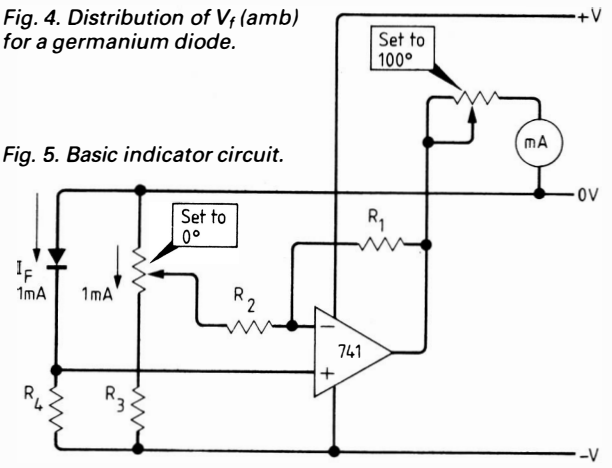 Fig. 4. Distribution of Vf (amb)
for a germanium diode.
+V
Set to
100°
mA
Fig. 5. Basic indicator circuit.
0V
Set to
0°
R1
IF
1mA
1mA
R2
−
741
+
R4
R3
−V